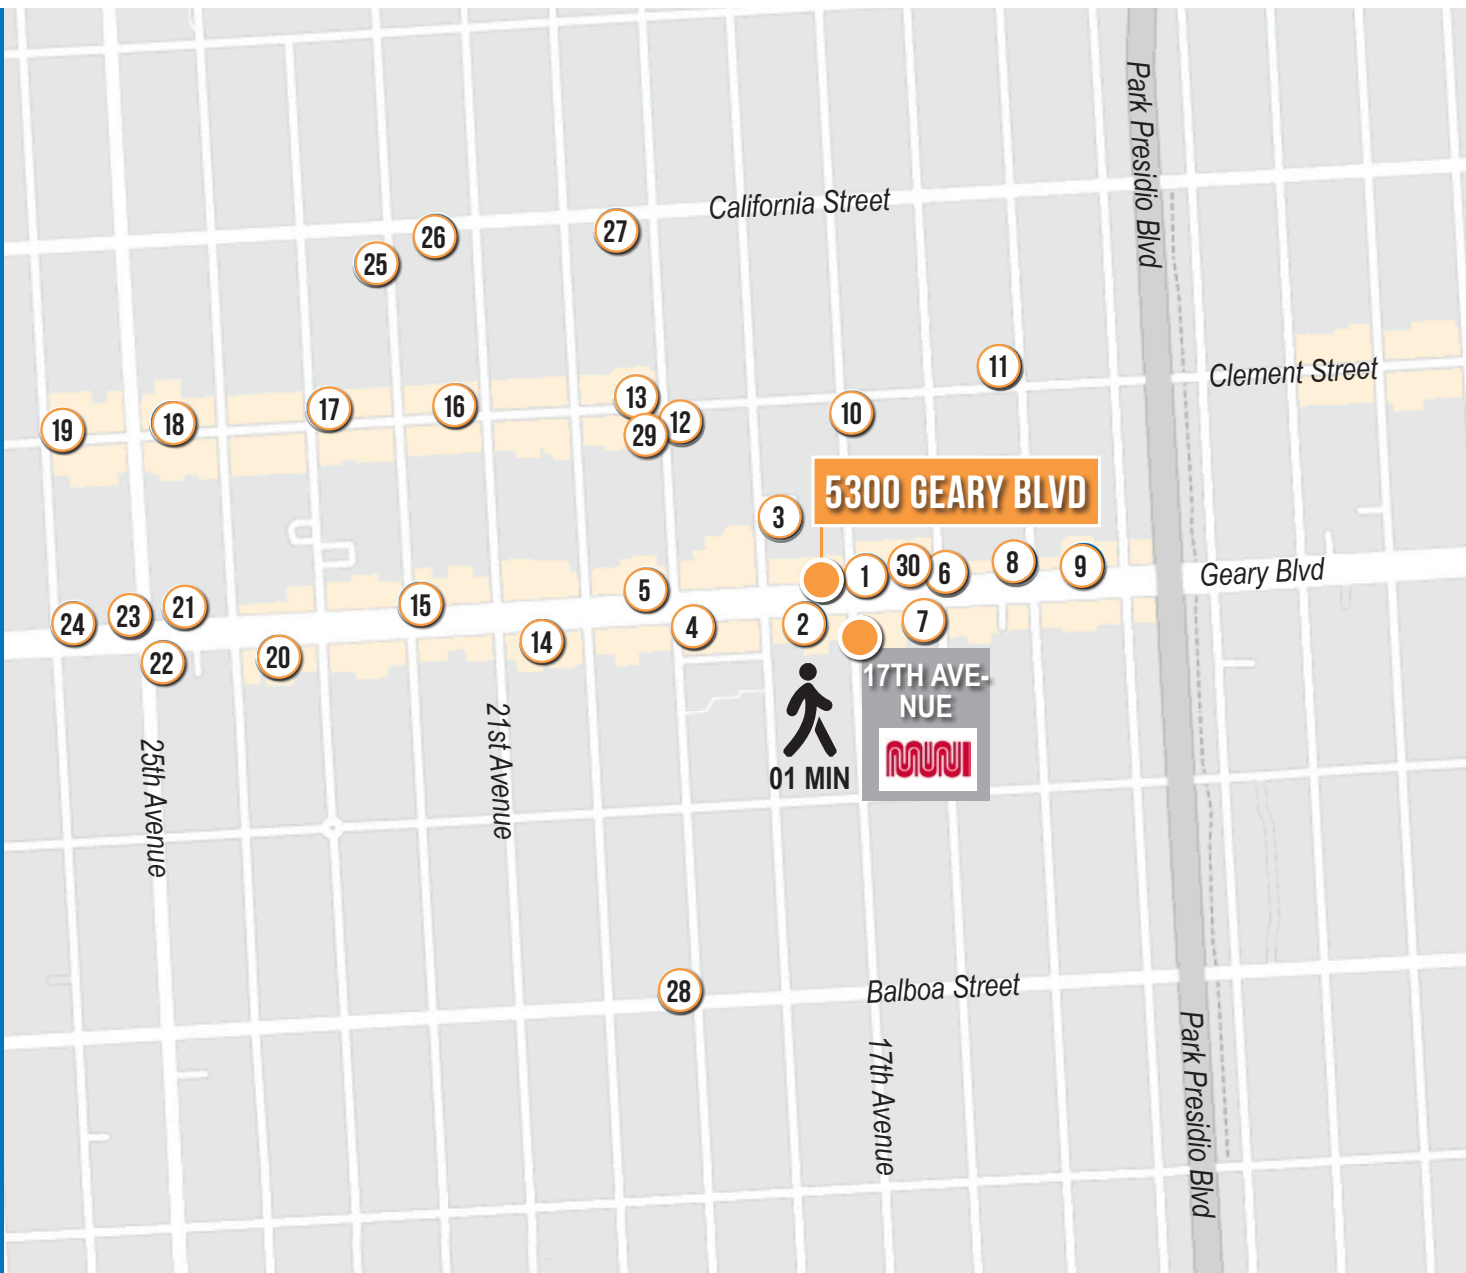 Park Presidio Blvd
California Street
27
26
25
11
Clement Street
13
16
17
10
12
18
19
29
5300 GEARY BLVD
3
8
9
30
6
1
Geary Blvd
5
15
21
23
24
7
2
4
14
20
22
17TH AVE-
NUE
MUNI
01 MIN
21st Avenue
25th Avenue
28
Balboa Street
17th Avenue
Park Presidio Blvd